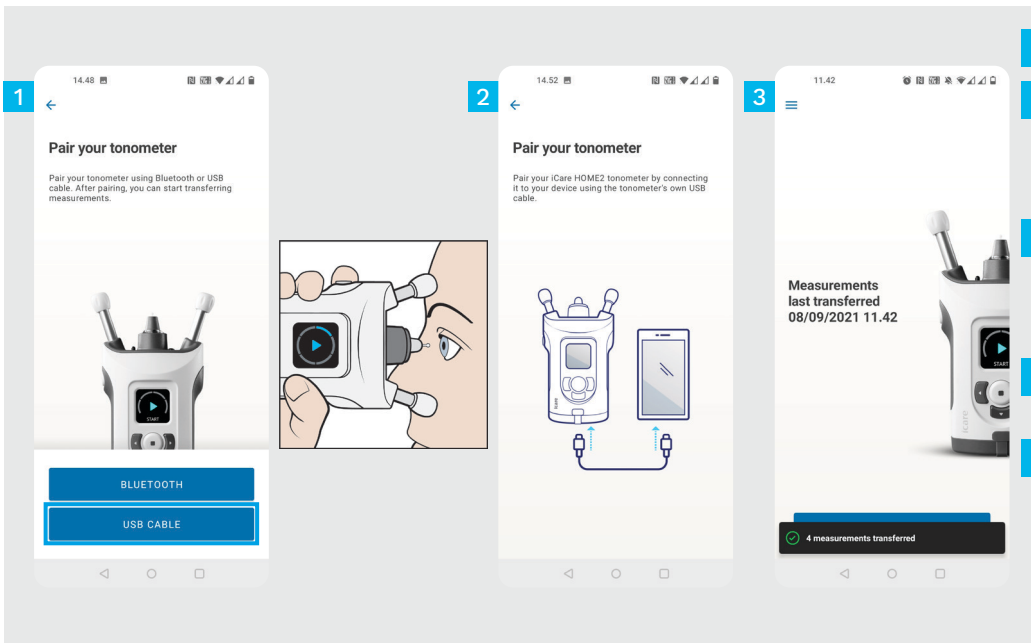 1
14.48
Pair your tonometer
Pair your tonometer using Bluetooth or USB
cable. After pairing, you can start transferring
measurements.
START
BLUETOOTH
USB CABLE
2
14.52
Pair your tonometer
Pair your iCare HOME2 tonometer by connecting
it to your device using the tonometer's own USB
cable.
icare
3
11.42
Measurements
last transferred
08/09/2021 11.42
START
icare
4 measurements transferred